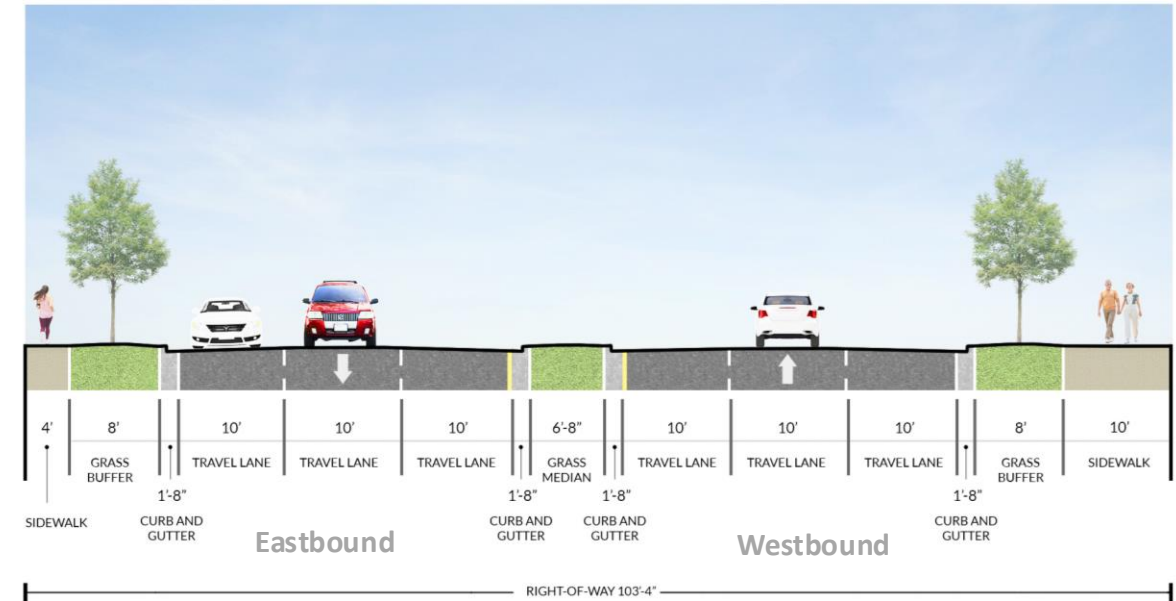 4' 8' 10' 10' 10' 6'-8" 10' 10' 10' 8' 10'
GRASS BUFFER TRAVEL LANE TRAVEL LANE TRAVEL LANE GRASS MEDIAN TRAVEL LANE TRAVEL LANE TRAVEL LANE GRASS BUFFER SIDEWALK
1'-8" 1'-8" 1'-8" 1'-8"
SIDEWALK CURB AND GUTTER CURB AND GUTTER CURB AND GUTTER CURB AND GUTTER
Eastbound Westbound
RIGHT-OF-WAY 103'-4"